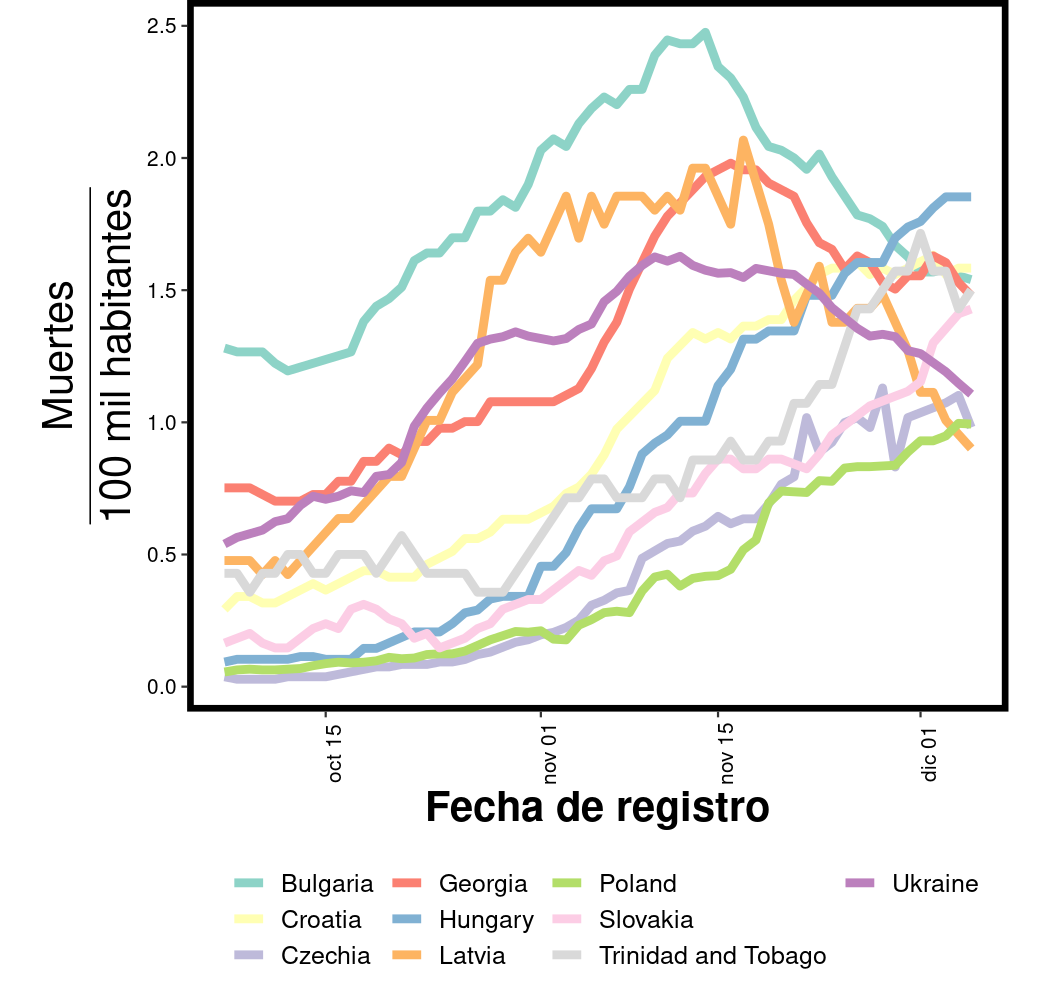 2.5
2.0
1.5
1.0
0.5
0.0
Muertes
100 mil habitantes
oct 15
nov 01
nov 15
dic 01
Fecha de registro
Bulgaria Georgia Poland Ukraine
Croatia Hungary Slovakia
Czechia Latvia Trinidad and Tobago